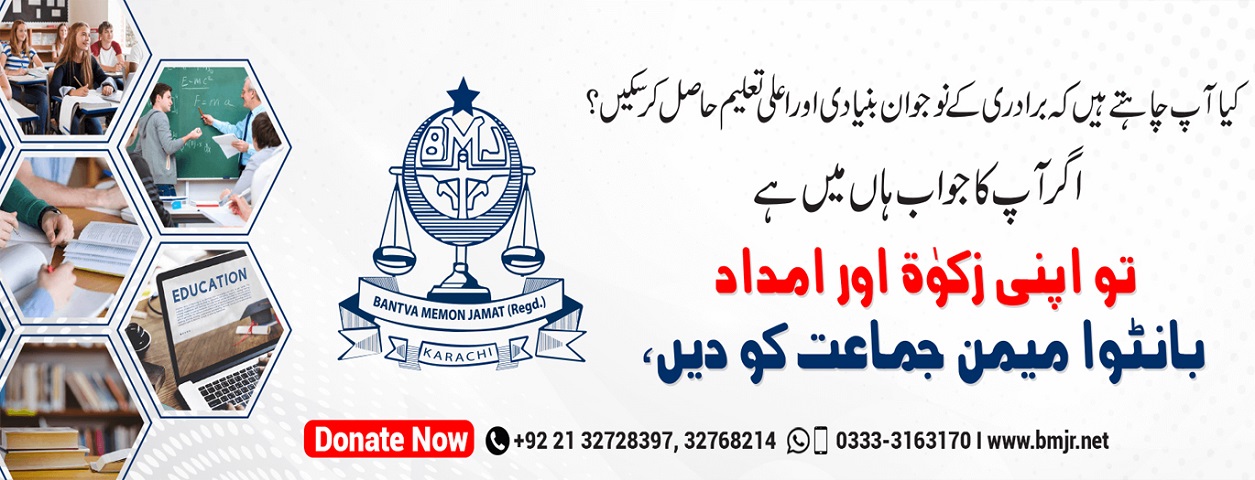 کیا آپ چاہتے ہیں کہ برادری کے نوجوان بنیادی اور اعلیٰ تعلیم حاصل کرسکیں؟
اگر آپ کا جواب ہاں میں ہے
تو اپنی زکوٰۃ اور امداد
بانٹوا میمن جماعت کو دیں،
BMJ
BANTVA MEMON JAMAT (Regd.)
KARACHI
E=mc²
F=ma
EDUCATION
Donate Now +92 21 32728397, 32768214 0333-3163170 I www.bmjr.net